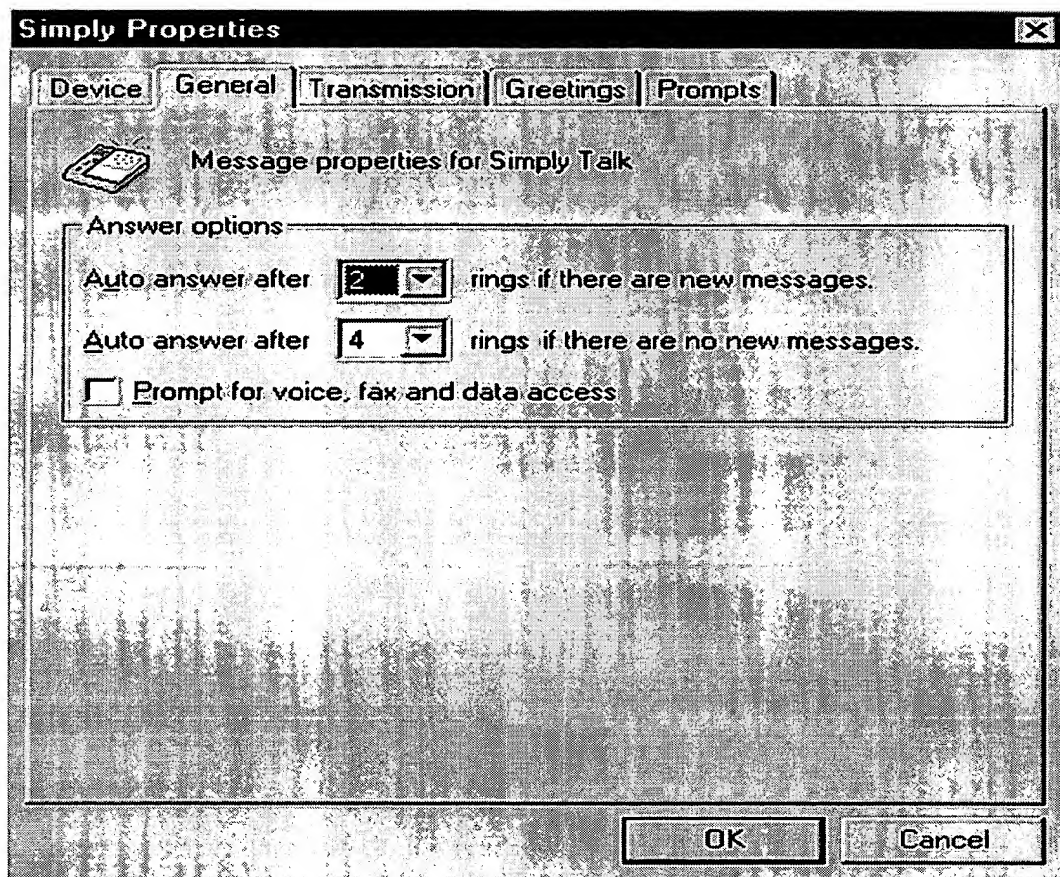 Simply Properties
Device General Transmission Greetings Prompts
Message properties for Simply Talk
Answer options
Auto answer after 2 rings if there are new messages.
Auto answer after 4 rings if there are no new messages.
Prompt for voice, fax and data access
OK Cancel